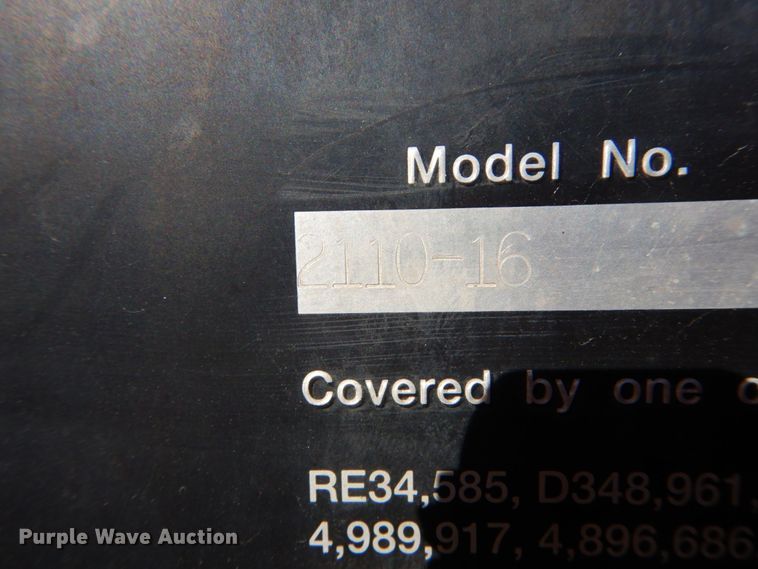 Model No.
2110-16
Covered by one
RE34,585, D348,961,
4,989,917, 4,896,686
Purple Wave Auction